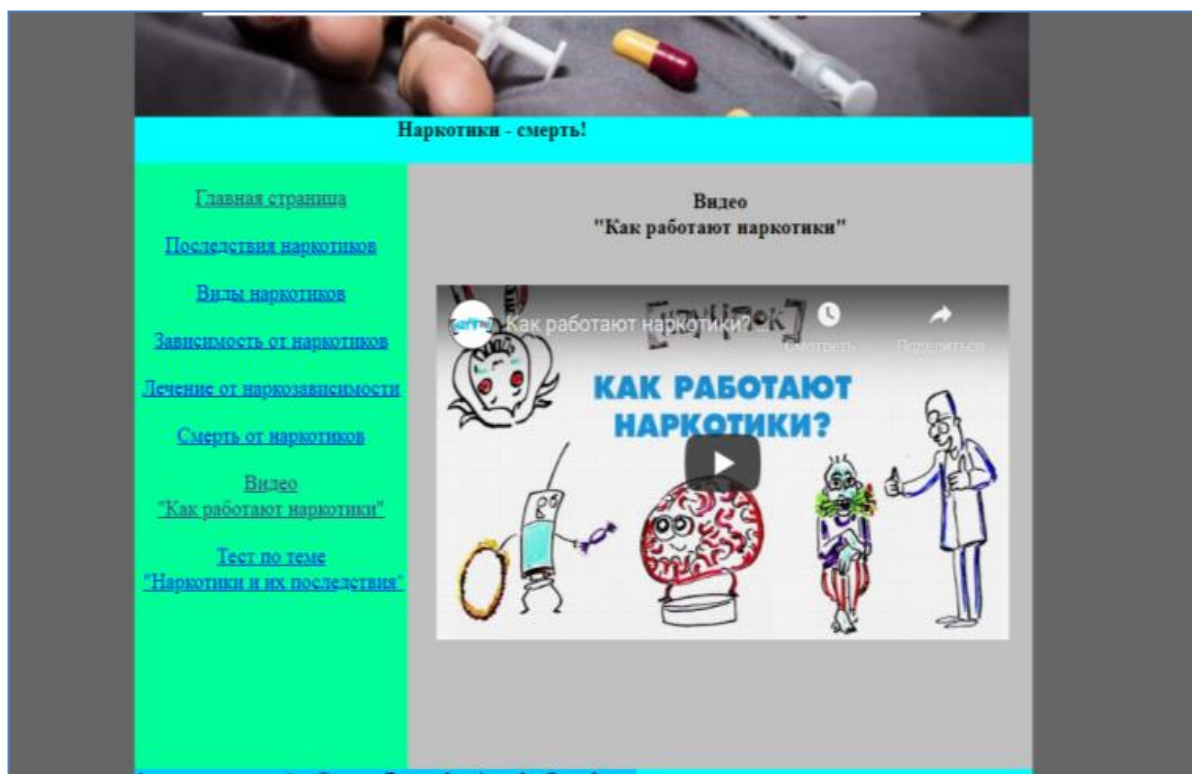 Наркотики - смерть!
Главная страница
Последствия наркотиков
Виды наркотиков
Зависимость от наркотиков
Лечение от наркозависимости
Смерть от наркотиков
Видео
"Как работают наркотики"
Тест по теме
"Наркотики и их последствия"
Видео
"Как работают наркотики"
Как работают наркотики?...
Смотреть
Поделиться
КАК РАБОТАЮТ
НАРКОТИКИ?